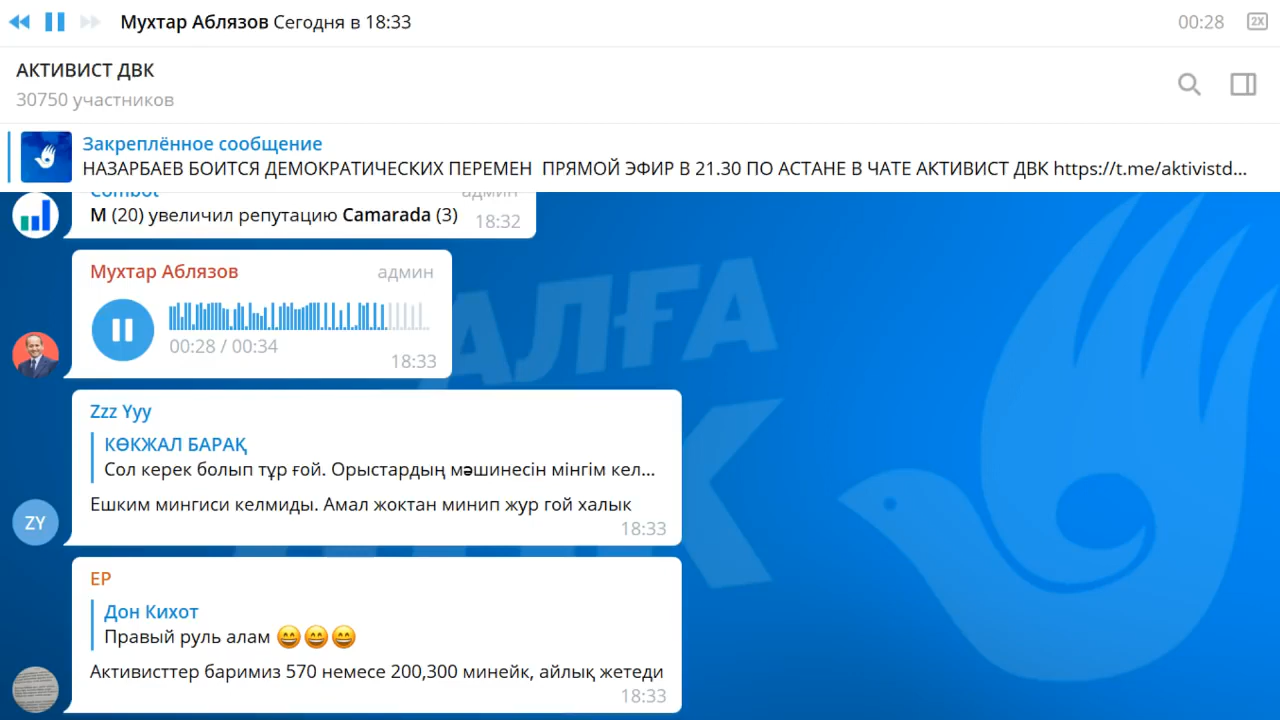 Мухтар Аблязов Сегодня в 18:33
00:28
2X
АКТИВИСТ ДВК
30750 участников
Закреплённое сообщение
НАЗАРБАЕВ БОИТСЯ ДЕМОКРАТИЧЕСКИХ ПЕРЕМЕН ПРЯМОЙ ЭФИР В 21.30 ПО АСТАНЕ В ЧАТЕ АКТИВИСТ ДВК https://t.me/aktivistd...
Combot админ
M (20) увеличил репутацию Camarada (3)
18:32
Мухтар Аблязов админ
00:28 / 00:34
18:33
АЛҒА
Zzz Yyy
КӨКЖАЛ БАРАҚ
Сол керек болып тұр ғой. Орыстардың мәшинесін мінгім кел...
Ешким мингиси келмиды. Амал жоктан минип жур гой халык
ZY
18:33
ЕР
Дон Кихот
Правый руль алам 😄😄😄
Активисттер баримиз 570 немесе 200,300 минейк, айлық жетеди
18:33